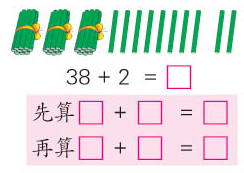 38 + 2 = □
先算□ + □ = □
再算□ + □ = □